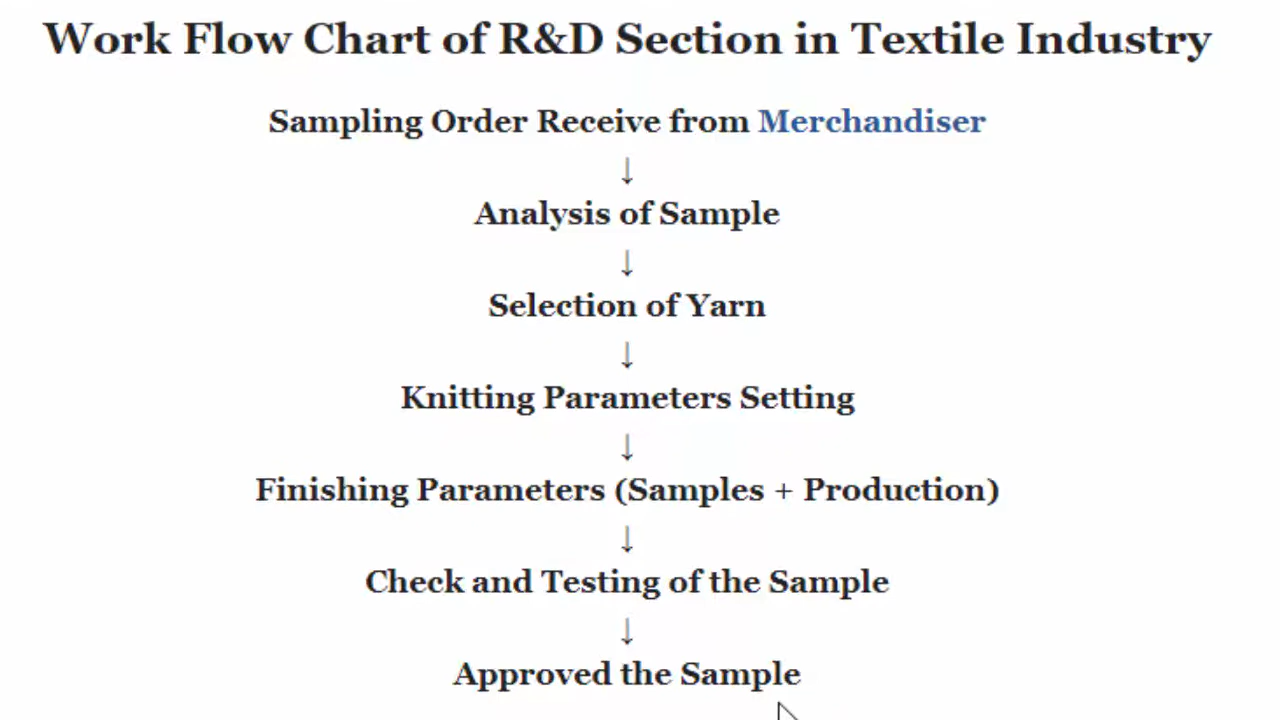 Work Flow Chart of R&D Section in Textile Industry
Sampling Order Receive from Merchandiser
↓
Analysis of Sample
↓
Selection of Yarn
↓
Knitting Parameters Setting
↓
Finishing Parameters (Samples + Production)
↓
Check and Testing of the Sample
↓
Approved the Sample